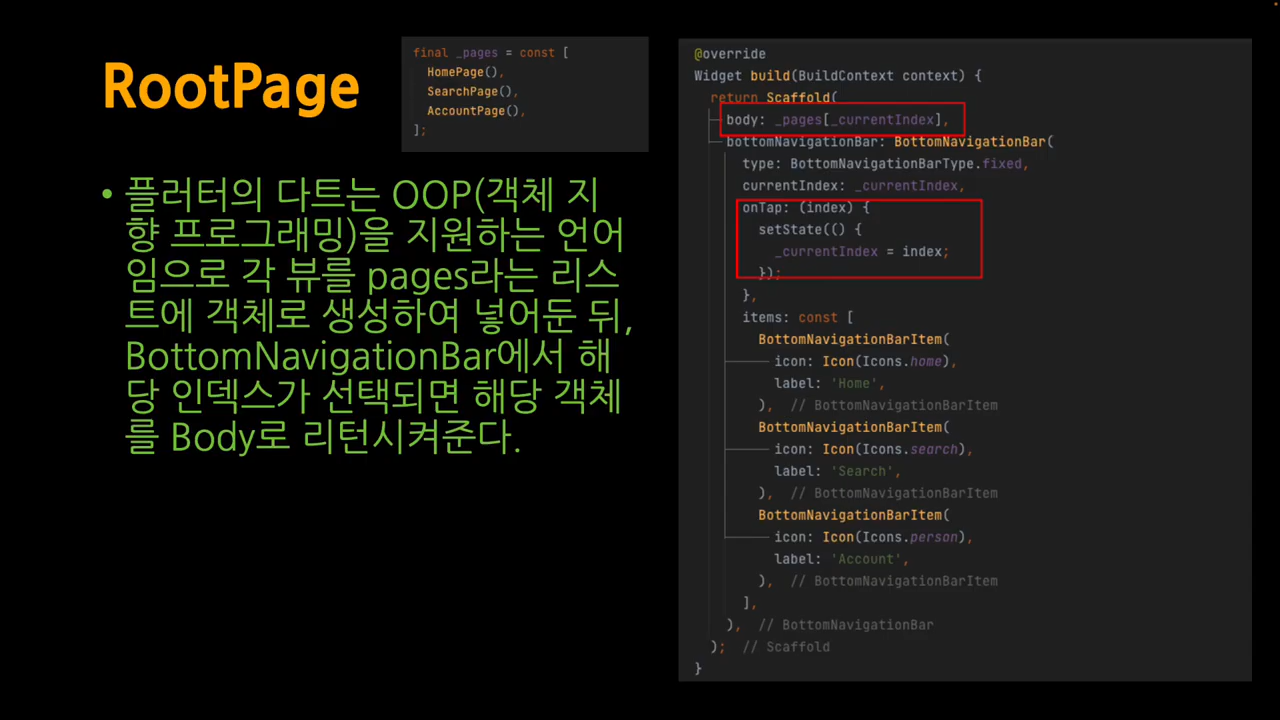 RootPage
final _pages = const [
HomePage(),
SearchPage(),
AccountPage(),
];
• 플러터의 다트는 OOP(객체 지
향 프로그래밍)을 지원하는 언어
임으로 각 뷰를 pages라는 리스
트에 객체로 생성하여 넣어둔 뒤,
BottomNavigationBar에서 해
당 인덱스가 선택되면 해당 객체
를 Body로 리턴시켜준다.
@override
Widget build(BuildContext context) {
return Scaffold(
body: _pages[_currentIndex],
bottomNavigationBar: BottomNavigationBar(
type: BottomNavigationBarType.fixed,
currentIndex: _currentIndex,
onTap: (index) {
setState(() {
_currentIndex = index;
});
},
items: const [
BottomNavigationBarItem(
icon: Icon(Icons.home),
label: 'Home',
), // BottomNavigationBarItem
BottomNavigationBarItem(
icon: Icon(Icons.search),
label: 'Search',
), // BottomNavigationBarItem
BottomNavigationBarItem(
icon: Icon(Icons.person),
label: 'Account',
), // BottomNavigationBarItem
],
), // BottomNavigationBar
); // Scaffold
}